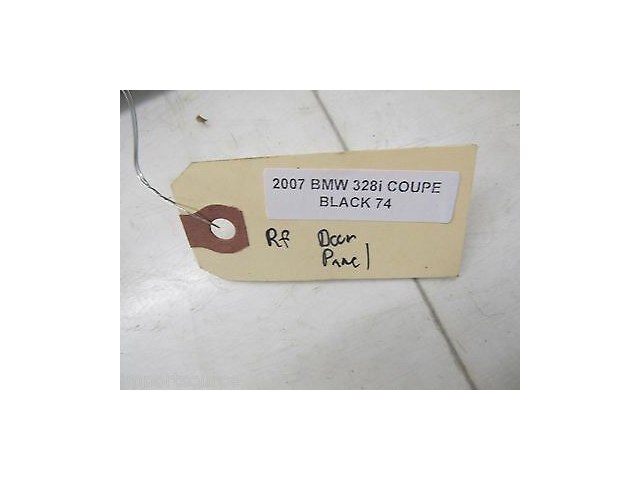 2007 BMW 328i COUPE
BLACK 74
Rf Door
Panel